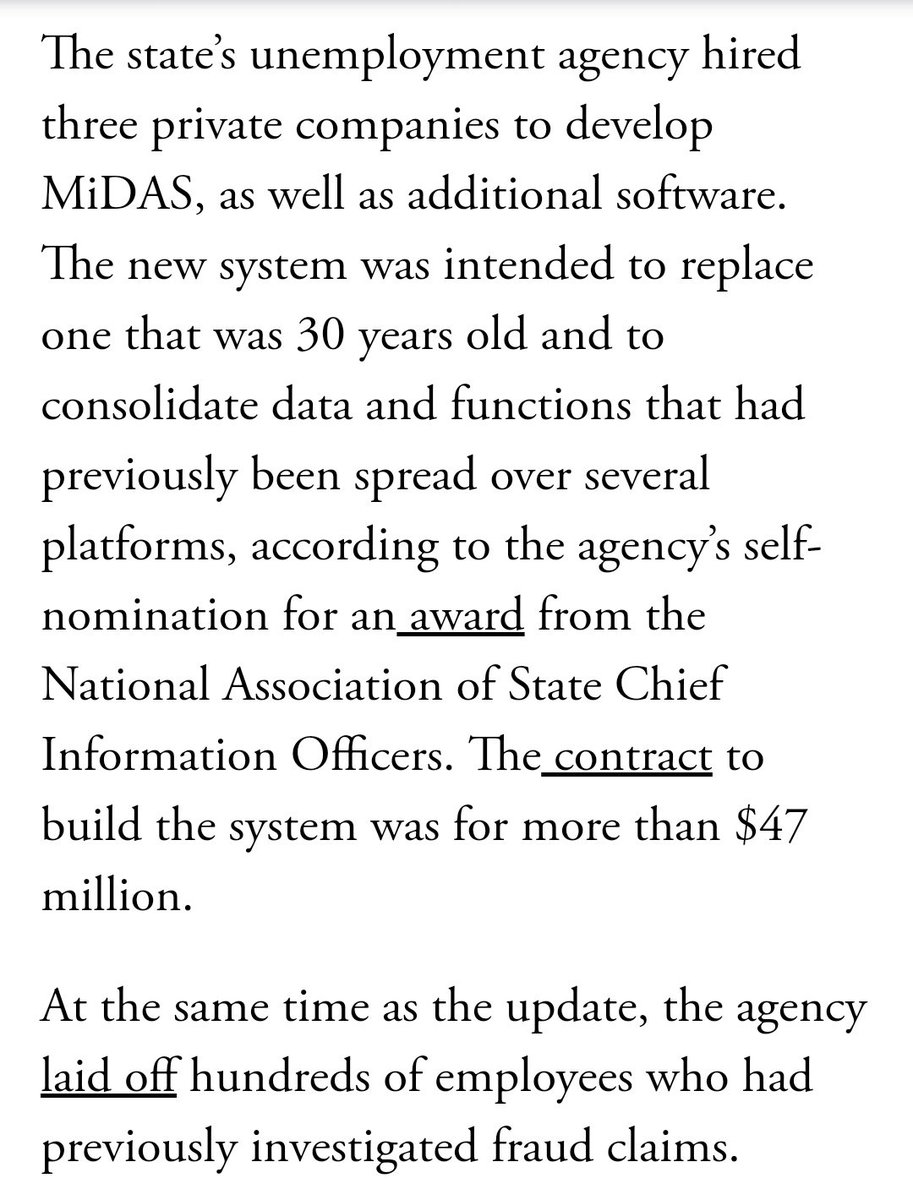 The state’s unemployment agency hired
three private companies to develop
MiDAS, as well as additional software.
The new system was intended to replace
one that was 30 years old and to
consolidate data and functions that had
previously been spread over several
platforms, according to the agency’s self-
nomination for an award from the
National Association of State Chief
Information Officers. The contract to
build the system was for more than $47
million.
At the same time as the update, the agency
laid off hundreds of employees who had
previously investigated fraud claims.